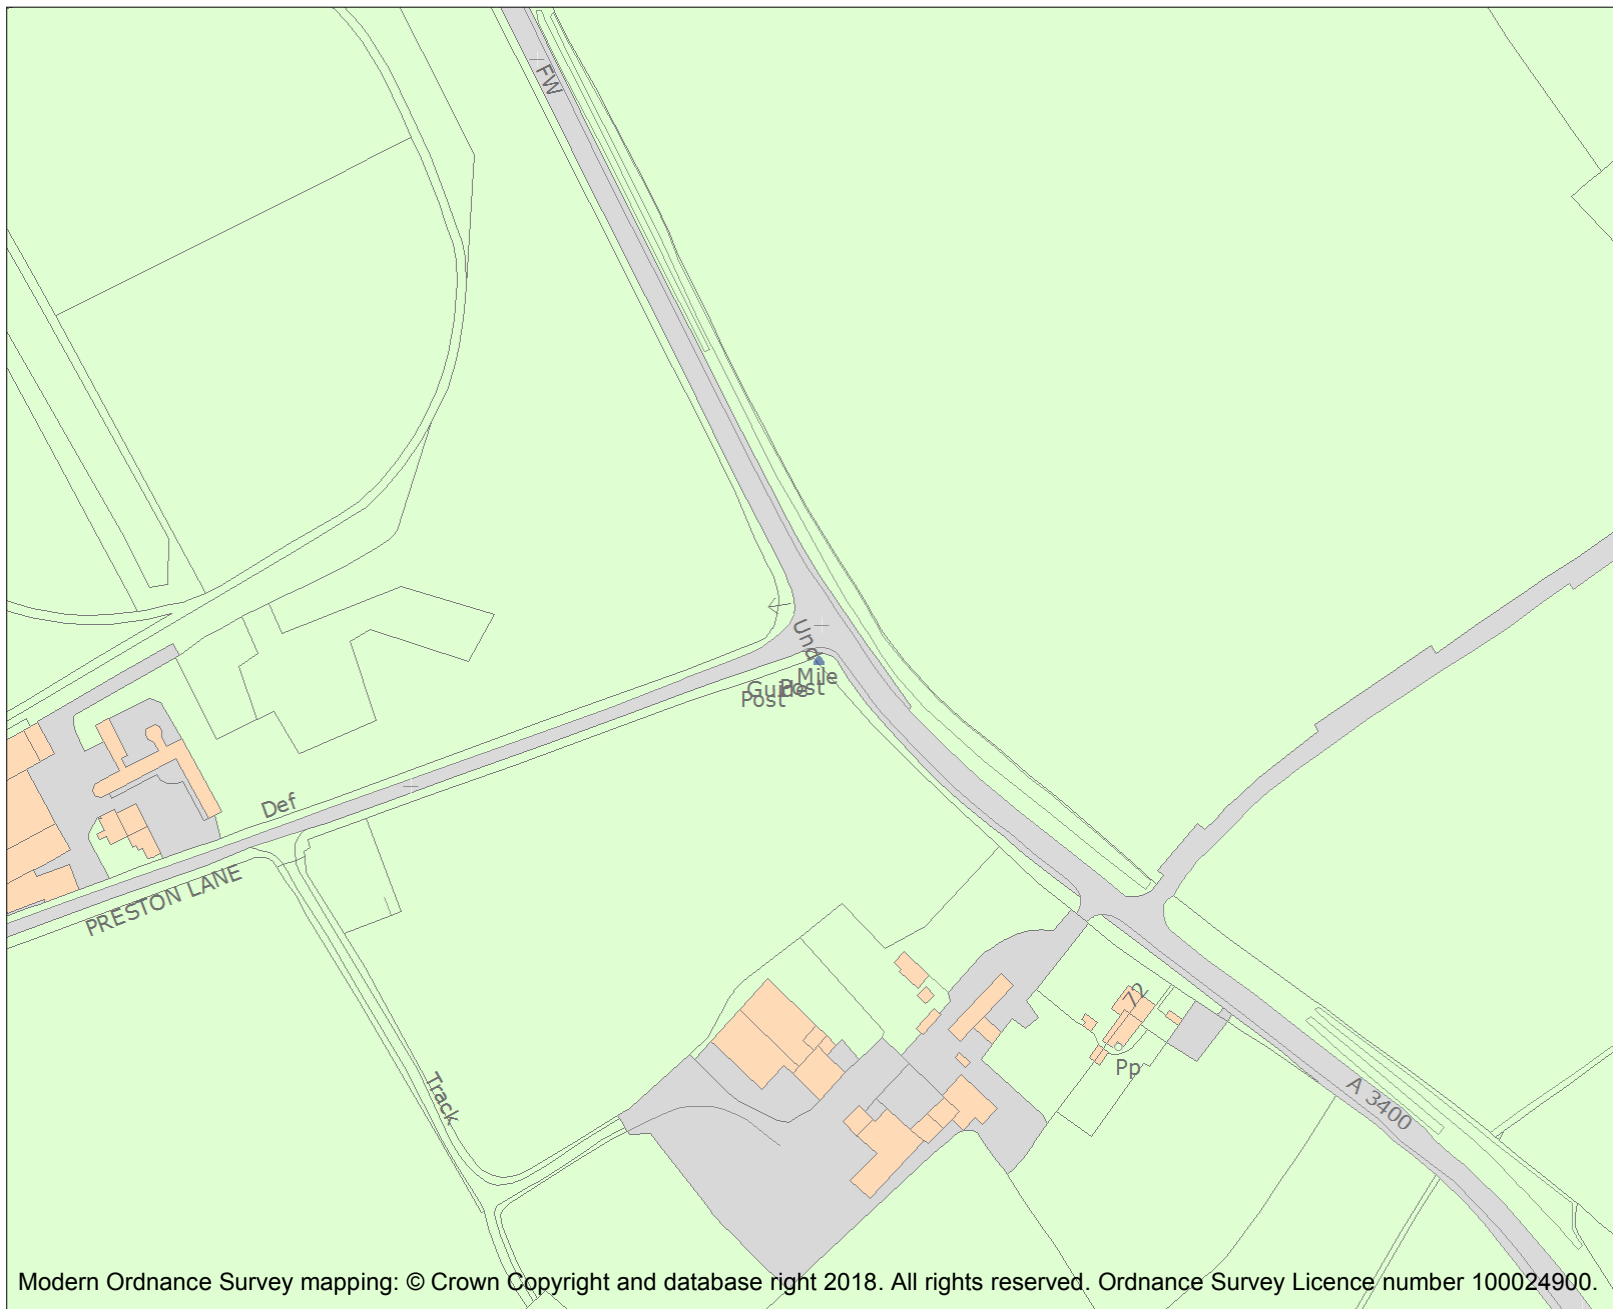 FW
Und
Mile
Post
Guide
Post
Def
PRESTON LANE
72
Pp
Track
A 3400
Modern Ordnance Survey mapping: © Crown Copyright and database right 2018. All rights reserved. Ordnance Survey Licence number 100024900.